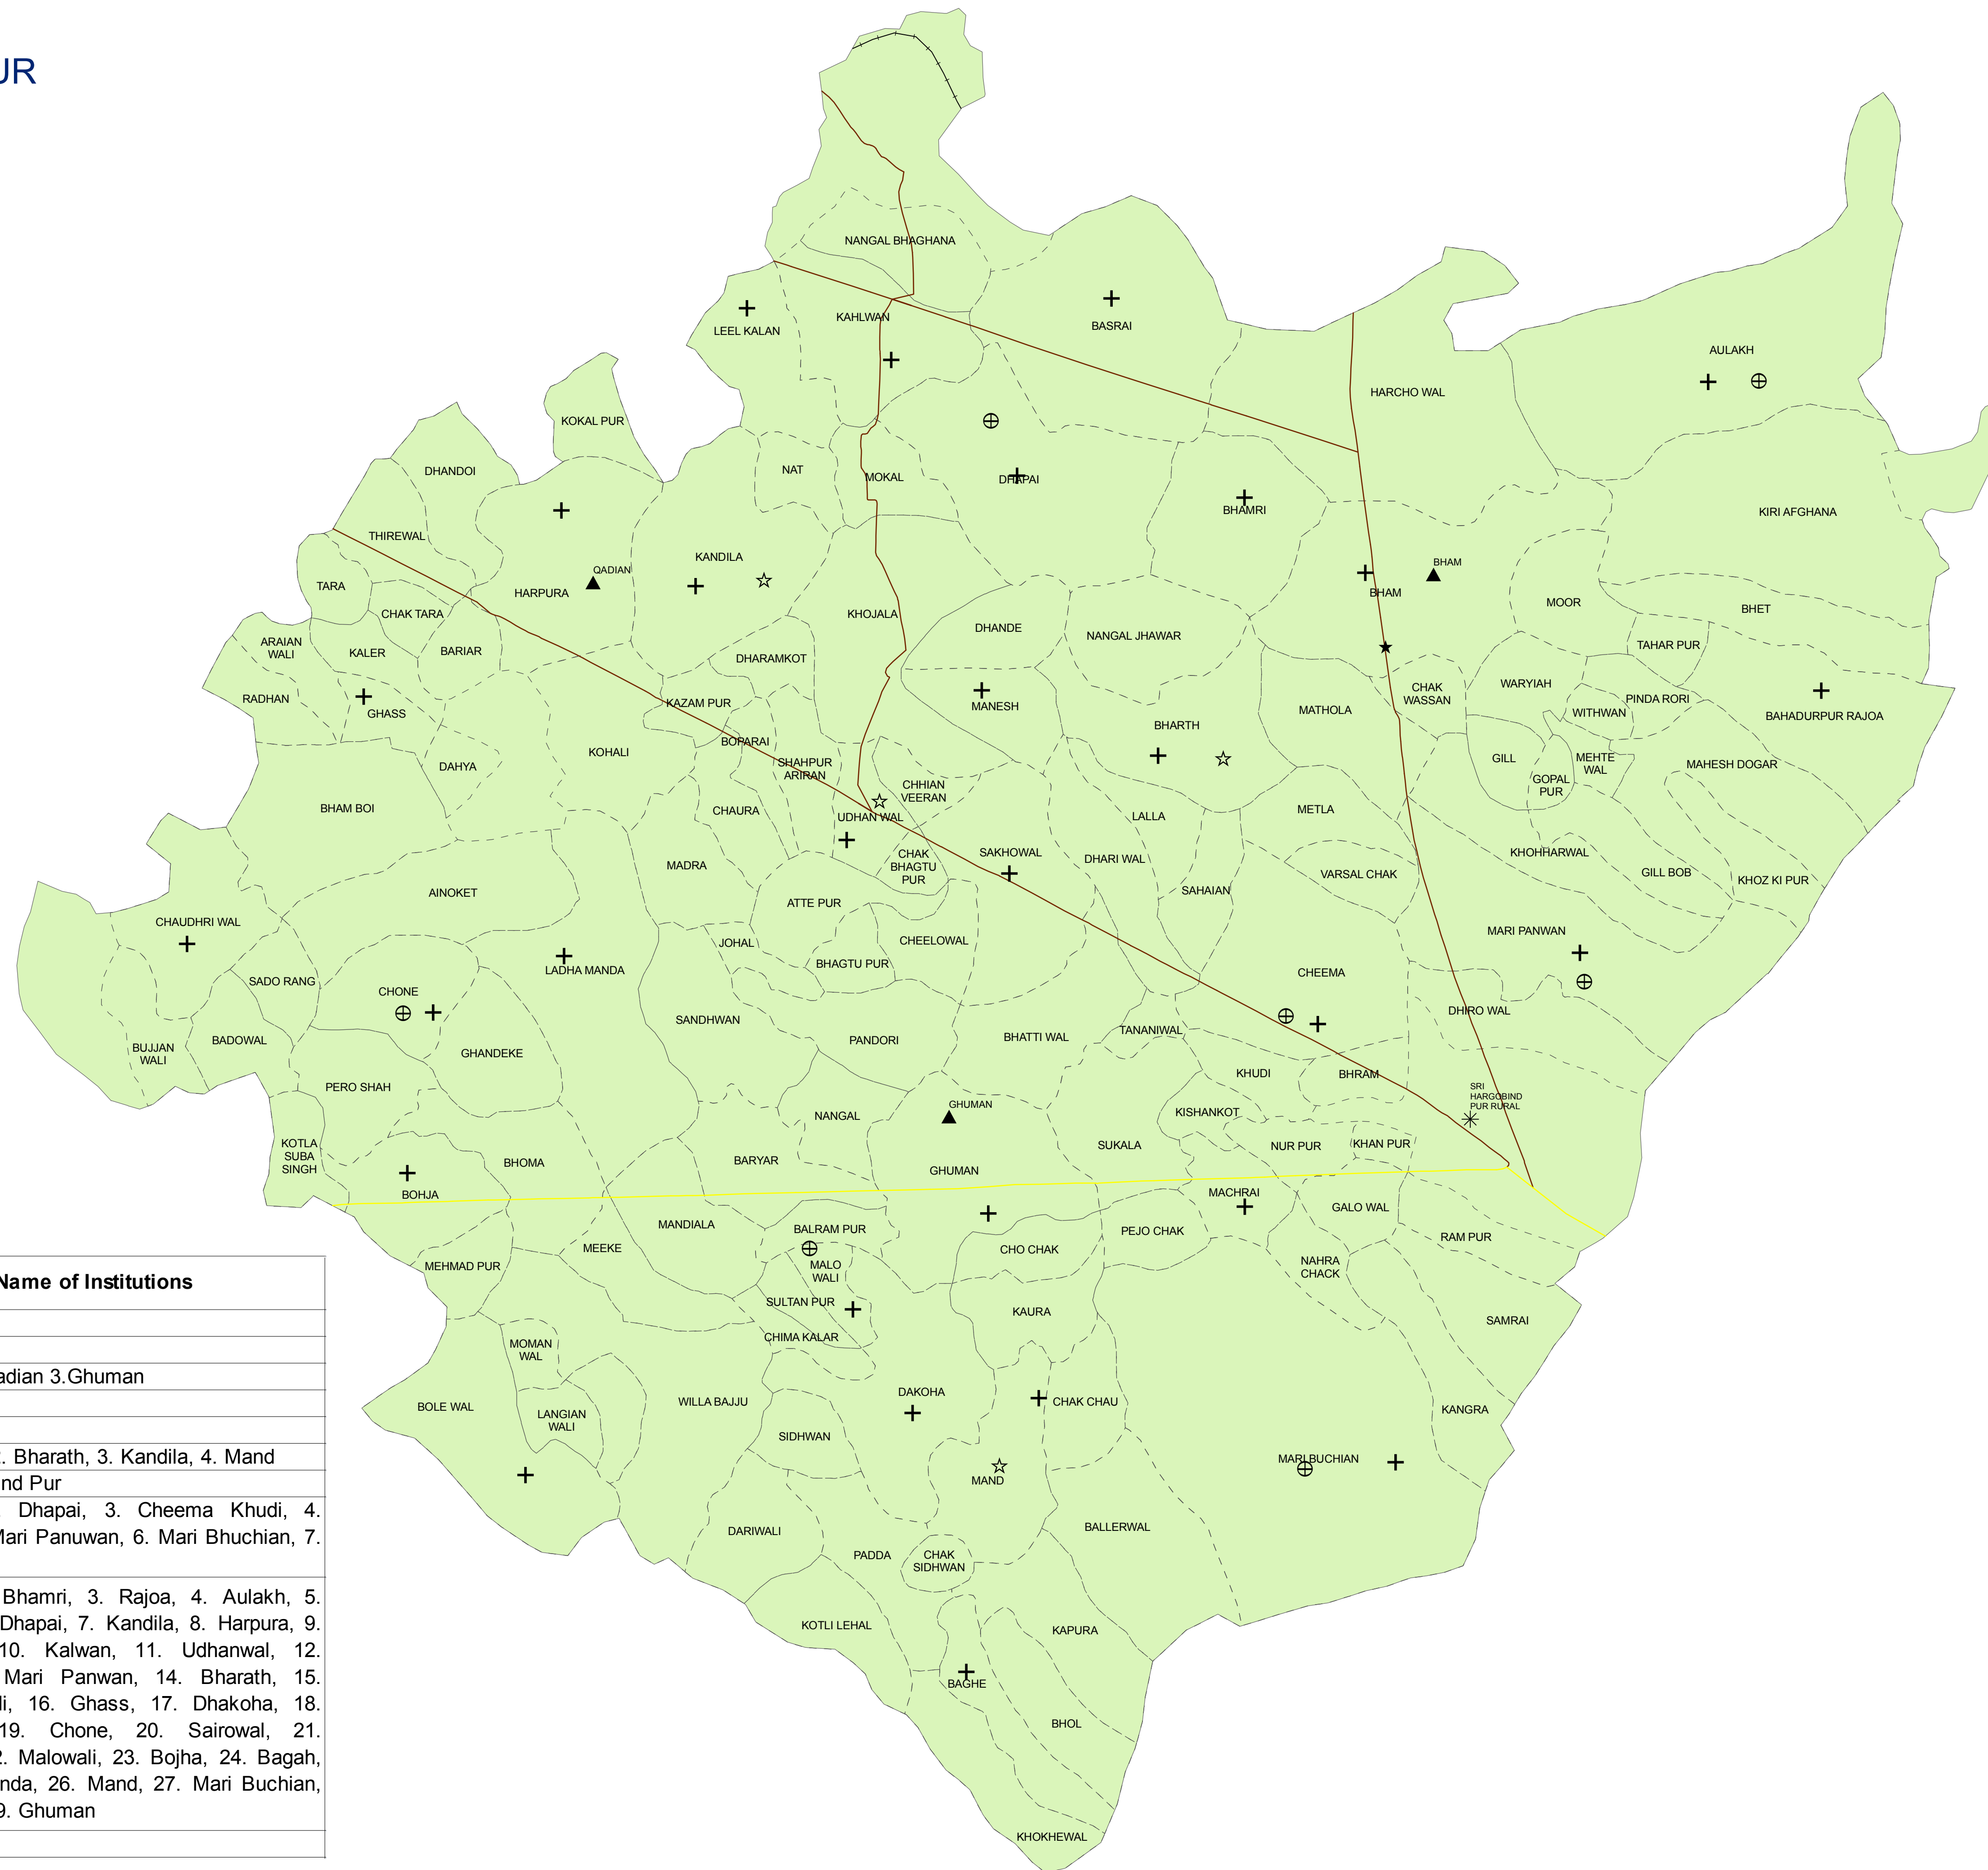 UR
NANGAL BHAGHANA
LEEL KALAN
KAHLWAN
BASRAI
AULAKH
HARCHO WAL
KOKAL PUR
DHANDOI
NAT
MOKAL
DHAPAI
BHAMRI
KIRI AFGHANA
THIREWAL
KANDILA
QADIAN
BHAM
TARA
HARPURA
BHAM
MOOR
BHET
CHAK TARA
KHOJALA
DHANDE
NANGAL JHAWAR
ARAIAN
WALI
KALER
BARIAR
DHARAMKOT
TAHAR PUR
RADHAN
GHASS
KAZAM PUR
MANESH
CHAK
WASSAN
WARYIAH
PINDA RORI
WITHWAN
BAHADURPUR RAJOA
MATHOLA
BHARTH
BOPARAI
KOHALI
DAHYA
SHAHPUR
ARIRAN
GILL
MEHTE
WAL
GOPAL
PUR
MAHESH DOGAR
CHHIAN
VEERAN
BHAM BOI
CHAURA
UDHAN WAL
LALLA
METLA
CHAK
BHAGTU
PUR
SAKHOWAL
DHARI WAL
KHOHHARWAL
MADRA
VARSAL CHAK
GILL BOB
KHOZ KI PUR
AINOKET
SAHAIAN
ATTE PUR
CHAUDHRI WAL
JOHAL
CHEELOWAL
MARI PANWAN
BHAGTU PUR
LADHA MANDA
CHEEMA
SADO RANG
CHONE
DHIRO WAL
SANDHWAN
TANANIWAL
BADOWAL
PANDORI
BHATTI WAL
BUJJAN
WALI
GHANDEKE
KHUDI
BHRAM
PERO SHAH
SRI
HARGOBIND
PUR RURAL
GHUMAN
NANGAL
KISHANKOT
KOTLA
SUBA
SINGH
SUKALA
NUR PUR
KHAN PUR
BHOMA
BARYAR
GHUMAN
BOHJA
MACHRAI
GALO WAL
MANDIALA
BALRAM PUR
PEJO CHAK
RAM PUR
MEEKE
CHO CHAK
MEHMAD PUR
MALO
WALI
NAHRA
CHACK
SULTAN PUR
KAURA
SAMRAI
CHIMA KALAR
MOMAN
WAL
DAKOHA
WILLA BAJJU
CHAK CHAU
BOLE WAL
KANGRA
LANGIAN
WALI
SIDHWAN
MARI BUCHIAN
MAND
DARIWALI
BALLERWAL
PADDA
CHAK
SIDHWAN
KOTLI LEHAL
KAPURA
BAGHE
BHOL
KHOKHEWAL
Name of Institutions
adian 3.Ghuman
. Bharath, 3. Kandila, 4. Mand
nd Pur
Dhapai, 3. Cheema Khudi, 4.
Mari Panuwan, 6. Mari Bhuchian, 7.
Bhamri, 3. Rajoa, 4. Aulakh, 5.
Dhapai, 7. Kandila, 8. Harpura, 9.
10. Kalwan, 11. Udhanwal, 12.
Mari Panwan, 14. Bharath, 15.
li, 16. Ghass, 17. Dhakoha, 18.
19. Chone, 20. Sairowal, 21.
2. Malowali, 23. Bojha, 24. Bagah,
nda, 26. Mand, 27. Mari Buchian,
9. Ghuman